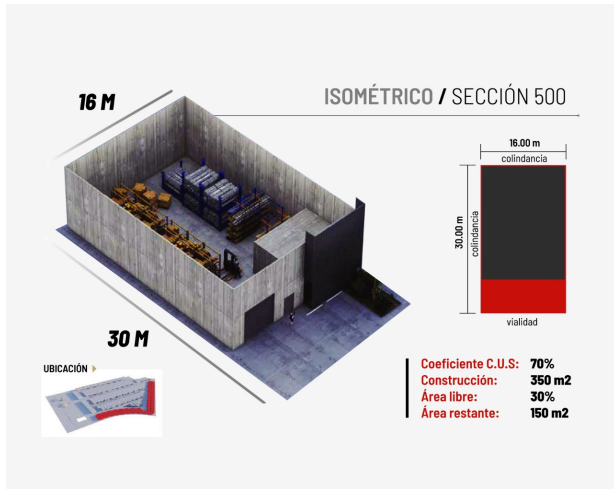 16 M
ISOMÉTRICO / SECCIÓN 500
16.00 m
colindancia
30.00 m
colindancia
vialidad
30 M
UBICACIÓN
Coeficiente C.U.S: 70%
Construcción: 350 m2
Área libre: 30%
Área restante: 150 m2